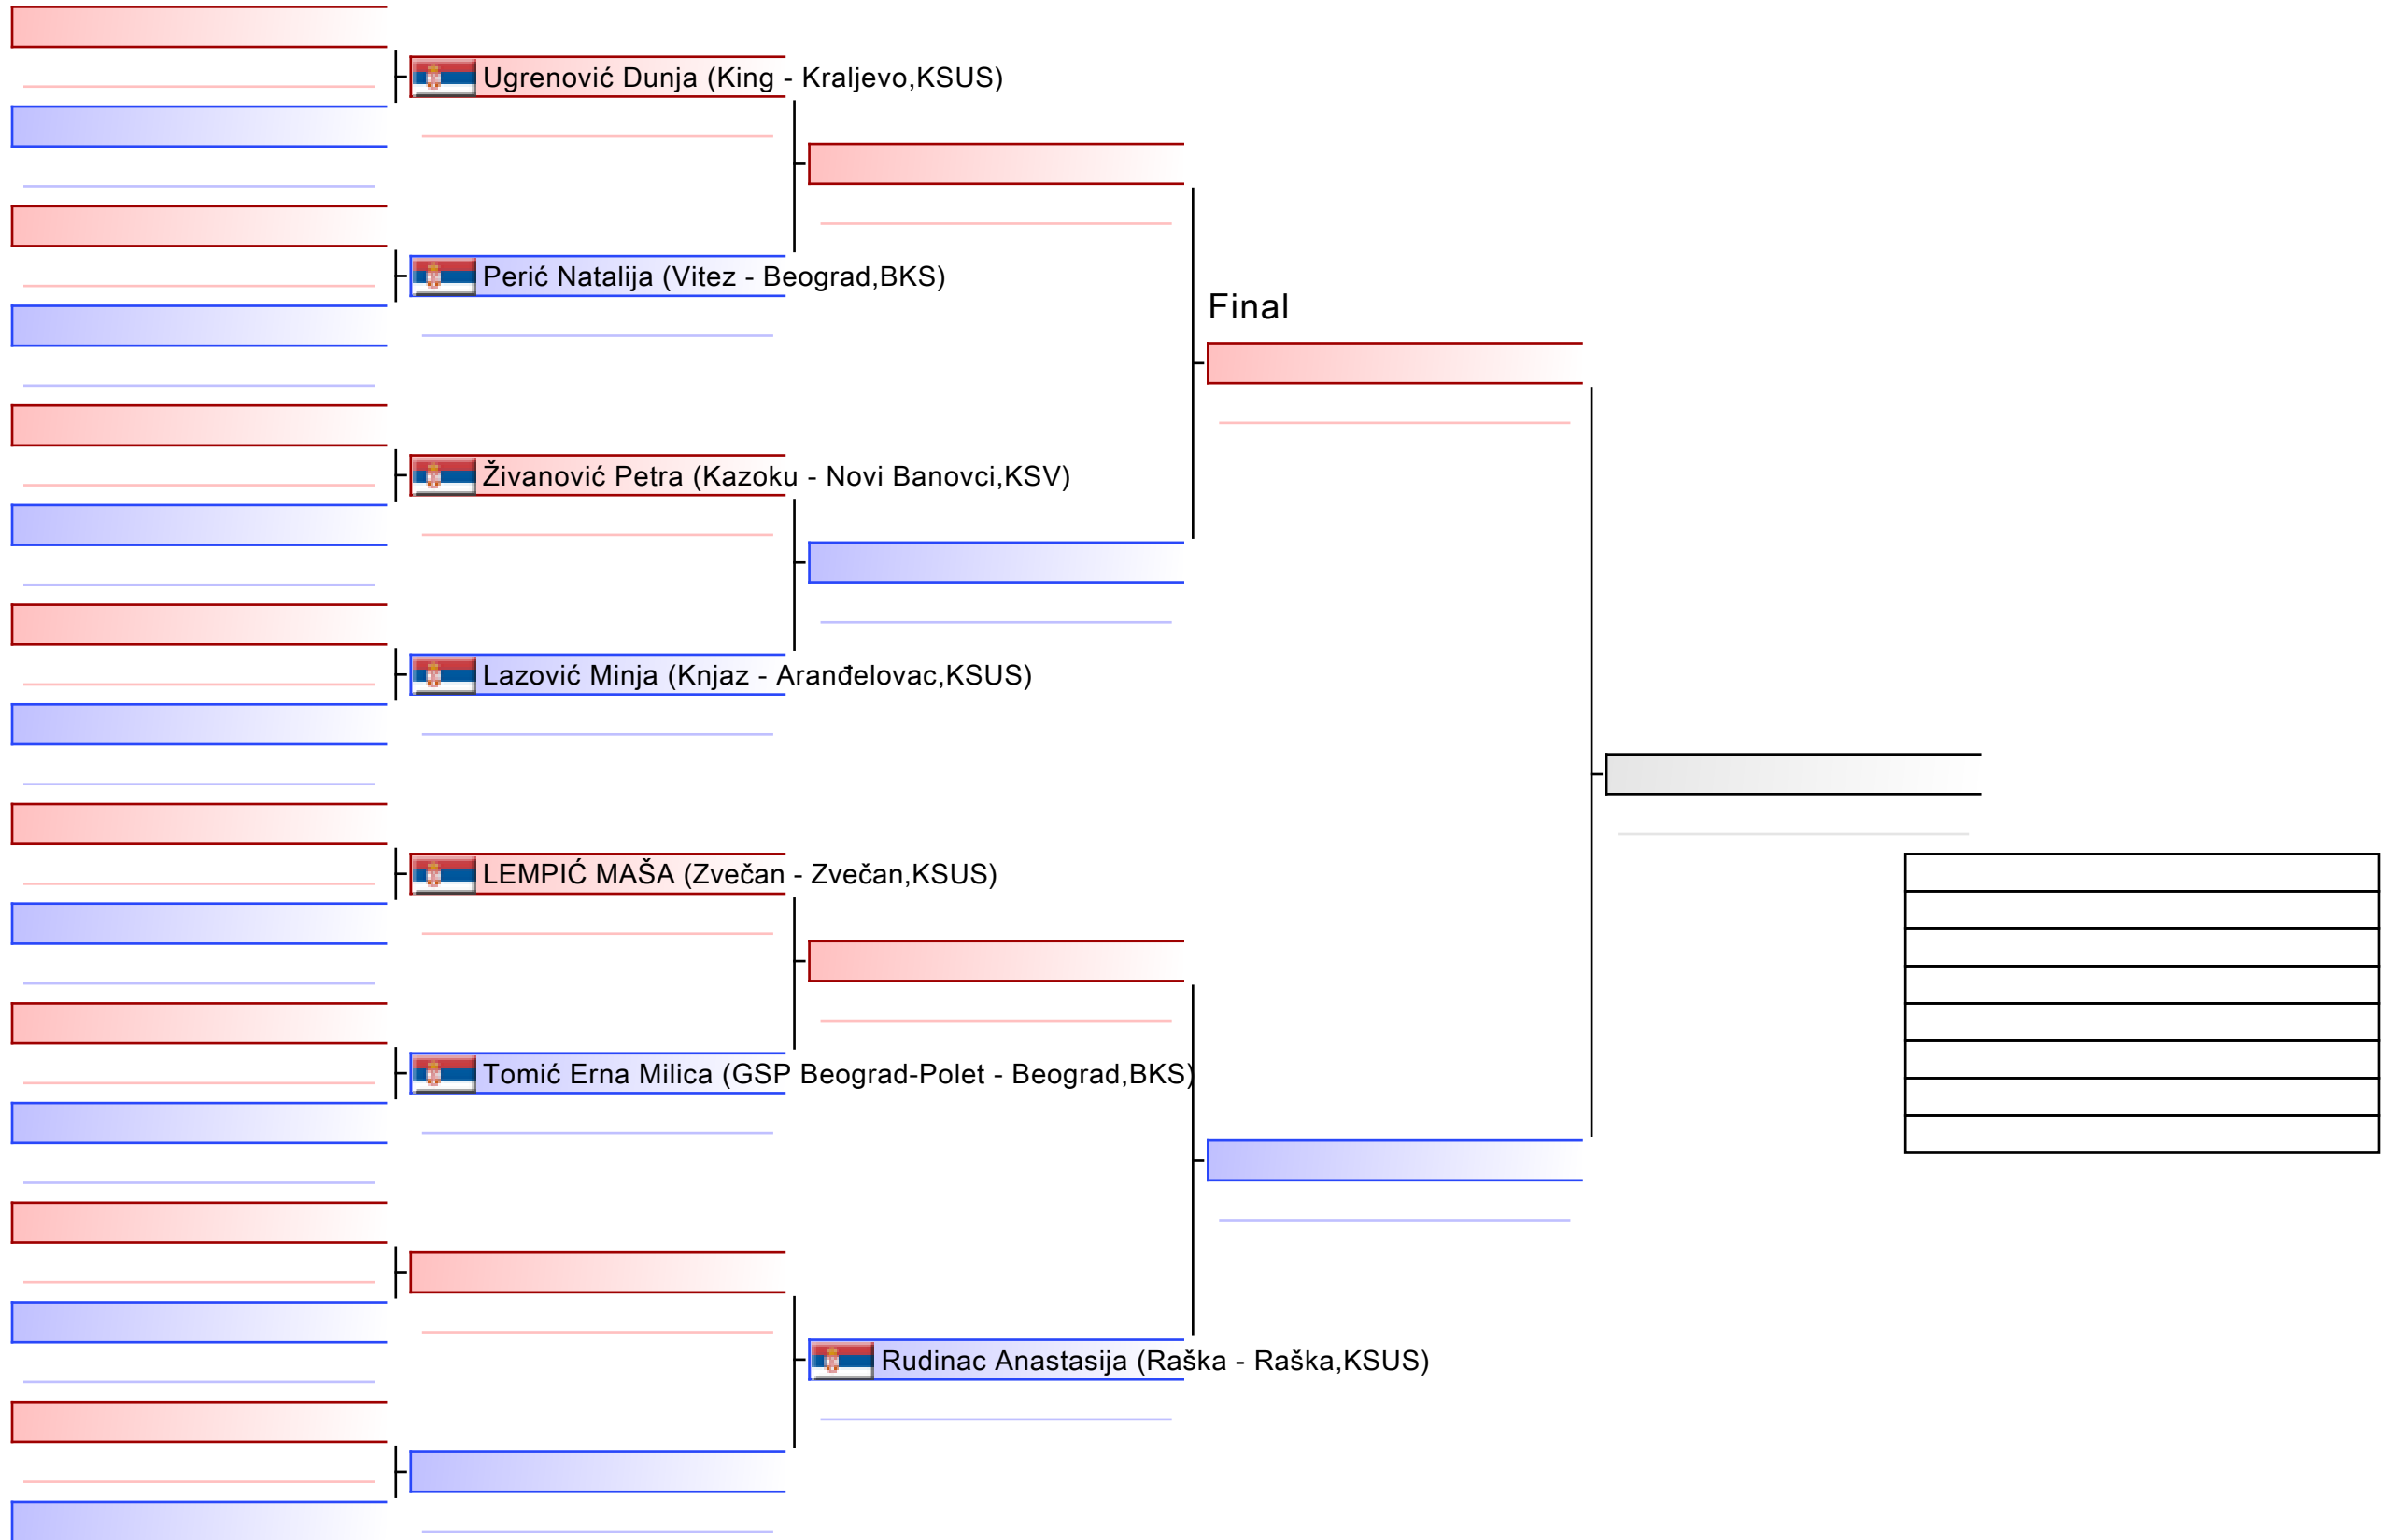 Ugrenović Dunja (King - Kraljevo,KSUS)
Perić Natalija (Vitez - Beograd,BKS)
Final
Živanović Petra (Kazoku - Novi Banovci,KSV)
Lazović Minja (Knjaz - Aranđelovac,KSUS)
LEMPIĆ MAŠA (Zvečan - Zvečan,KSUS)
Tomić Erna Milica (GSP Beograd-Polet - Beograd,BKS)
Rudinac Anastasija (Raška - Raška,KSUS)